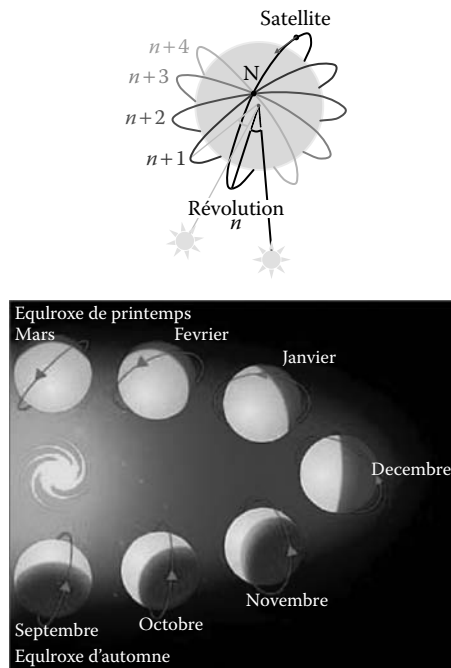 Satellite
n+4
N
n+3
n+2
n+1
Révolution
n
Equlroxe de printemps
Mars
Fevrier
Janvier
Decembre
Novembre
Octobre
Septembre
Equlroxe d'automne